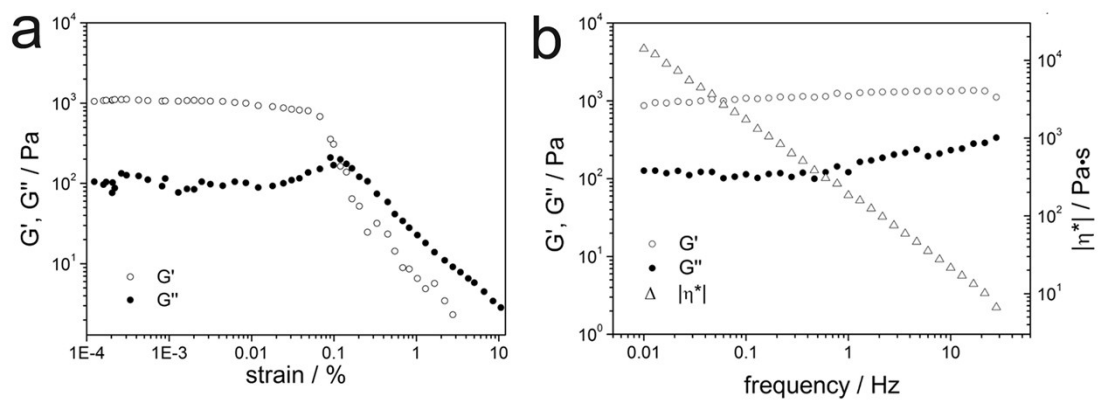 a
10⁴
10³
10²
10¹
G', G" / Pa
G'
G"
1E-4 1E-3 0.01 0.1 1 10
strain / %
b
10⁴
10³
10²
10¹
10⁰
G', G" / Pa
G'
G"
Δ |η*|
0.01 0.1 1 10
frequency / Hz
10⁴
10³
10²
10¹
|η*| / Pa•s